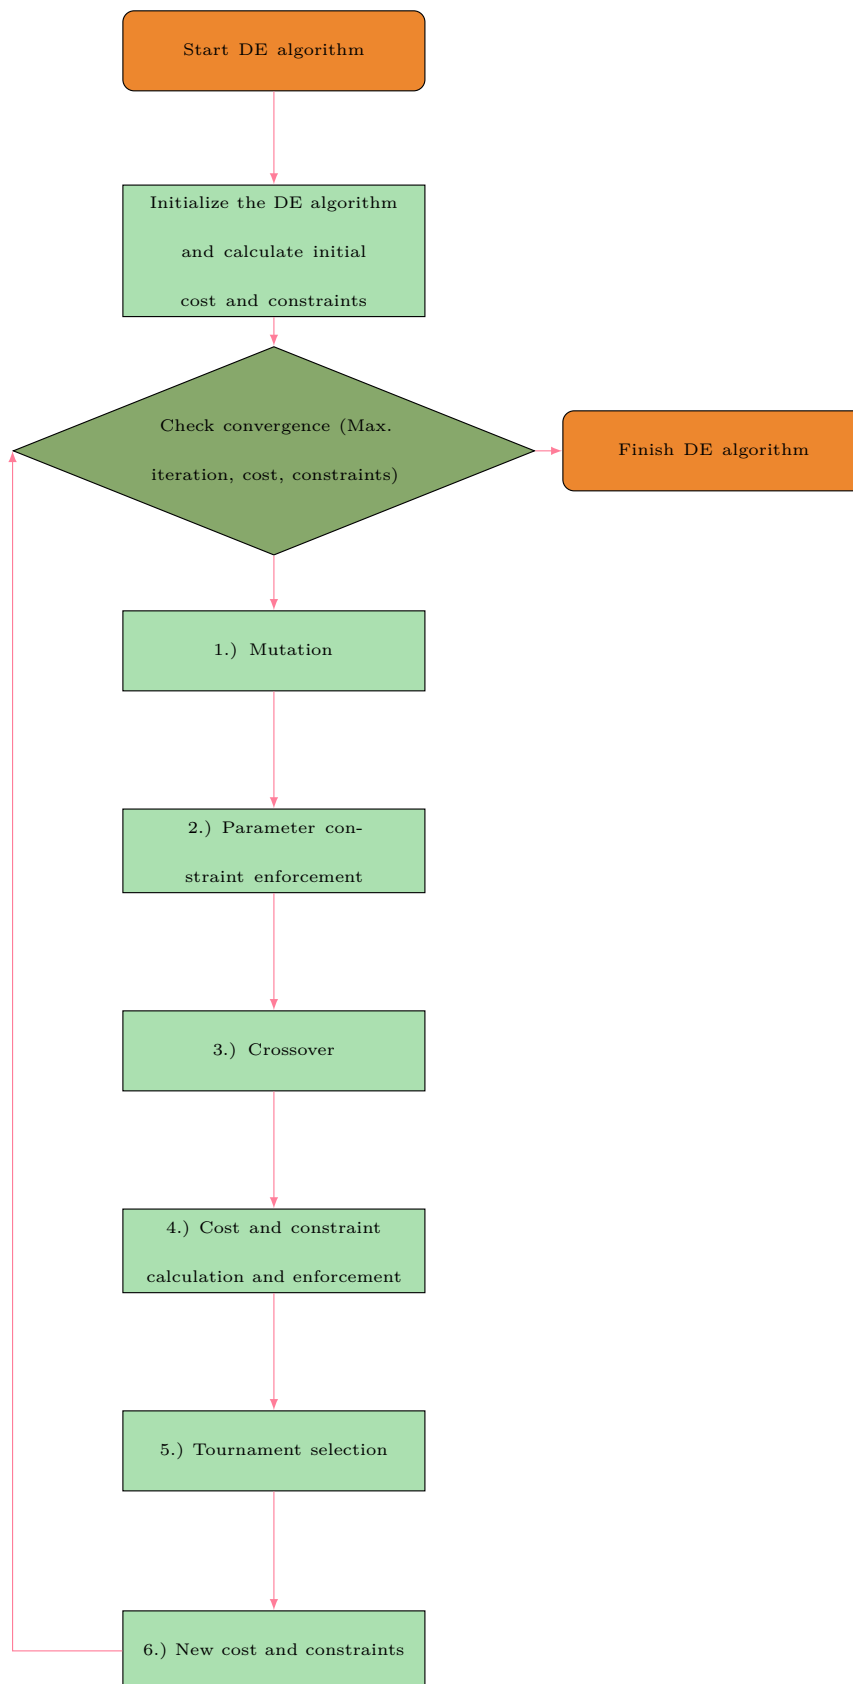 Start DE algorithm
Initialize the DE algorithm
and calculate initial
cost and constraints
Check convergence (Max.
iteration, cost, constraints)
Finish DE algorithm
1.) Mutation
2.) Parameter con-
straint enforcement
3.) Crossover
4.) Cost and constraint
calculation and enforcement
5.) Tournament selection
6.) New cost and constraints